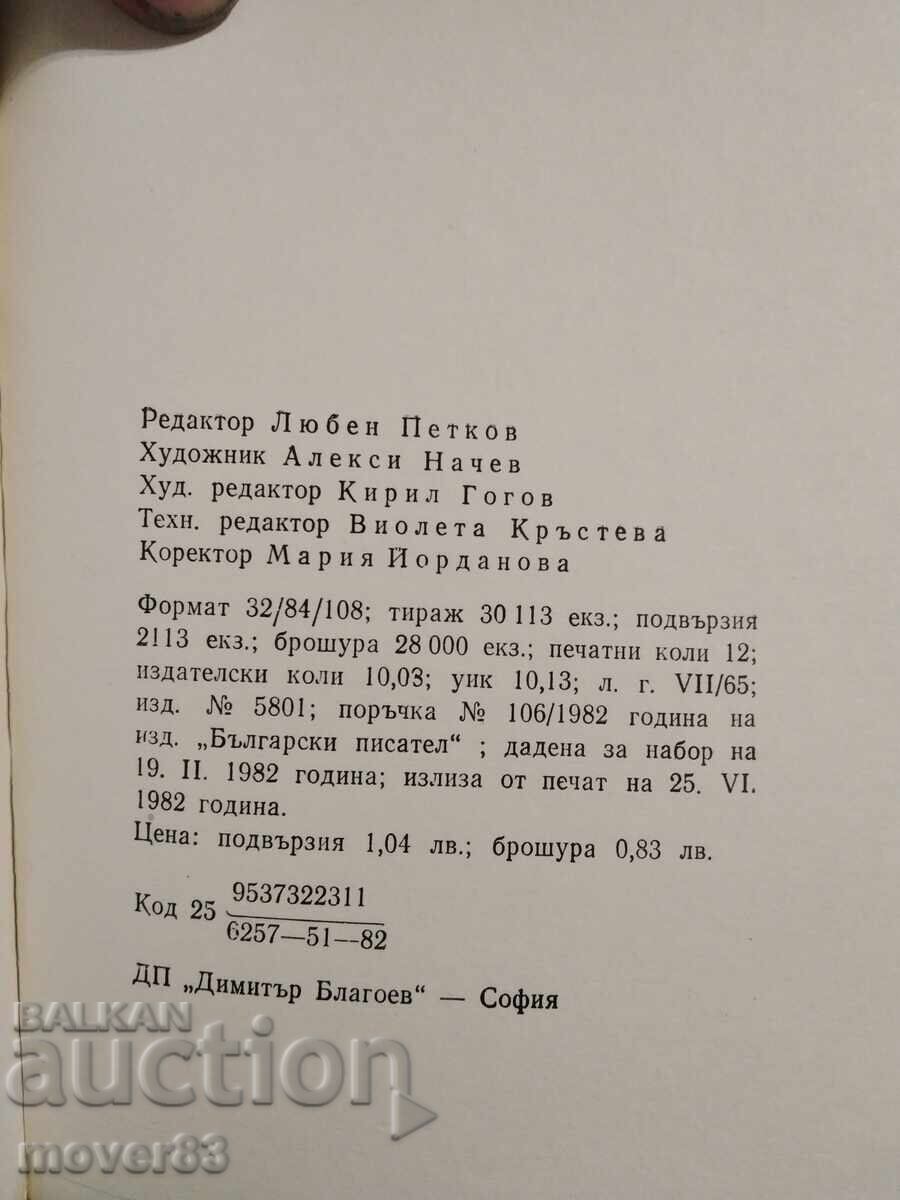 Редактор Любен Петков
Художник Алекси Начев
Худ. редактор Кирил Гогов
Техн. редактор Виолета Кръстева
Коректор Мария Йорданова
Формат 32/84/108; тираж 30 113 екз.; подвързия
2113 екз.; брошура 28 000 екз.; печатни коли 12;
издателски коли 10,03; уик 10,13; л. г. VII/65;
изд. № 5801; поръчка № 106/1982 година на
изд. „Български писател“ ; дадена за набор на
19. II. 1982 година; излиза от печат на 25. VI.
1982 година.
Цена: подвързия 1,04 лв.; брошура 0,83 лв.
Код 25 9537322311
6257—51—82
ДП „Димитър Благоев“ — София
BALKAN
auction
mover83